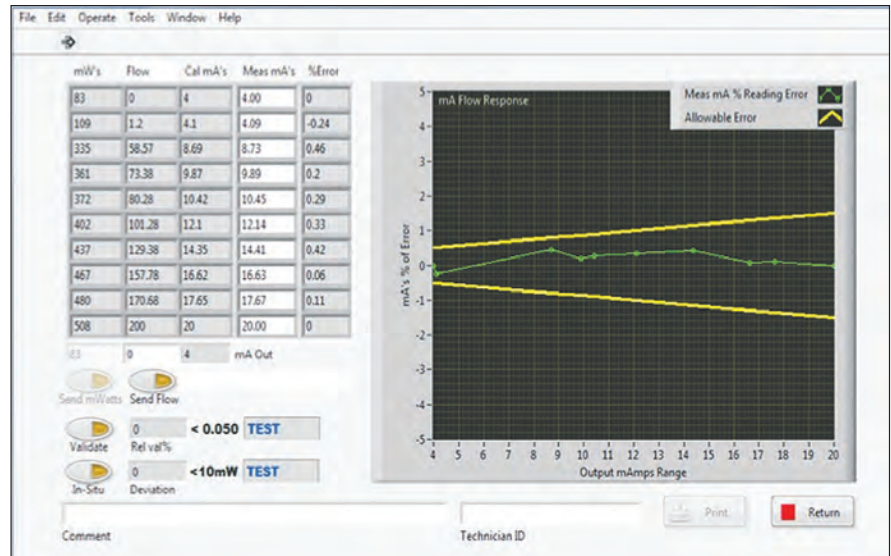 File Edit Operate Tools Window Help
mW's Flow Cal mA's Meas mA's %Error
83 0 4 4.00 0
109 1.2 4.1 4.09 -0.24
335 58.57 8.69 8.73 0.46
361 73.38 9.87 9.89 0.2
372 80.28 10.42 10.45 0.29
402 101.28 12.1 12.14 0.33
437 129.38 14.35 14.41 0.42
467 157.78 16.62 16.63 0.06
480 170.68 17.65 17.67 0.11
508 200 20 20.00 0
83 0 4 mA Out
Send mWatts Send Flow
0 < 0.050 TEST
Validate Rel val%
0 <10mW TEST
In-Situ Deviation
Comment
mA Flow Response
Meas mA % Reading Error
Allowable Error
mA's % of Error
5
4
3
2
1
0
-1
-2
-3
-4
-5
4 5 6 7 8 9 10 11 12 13 14 15 16 17 18 19 20
Output mAmps Range
Technician ID
Print
Return